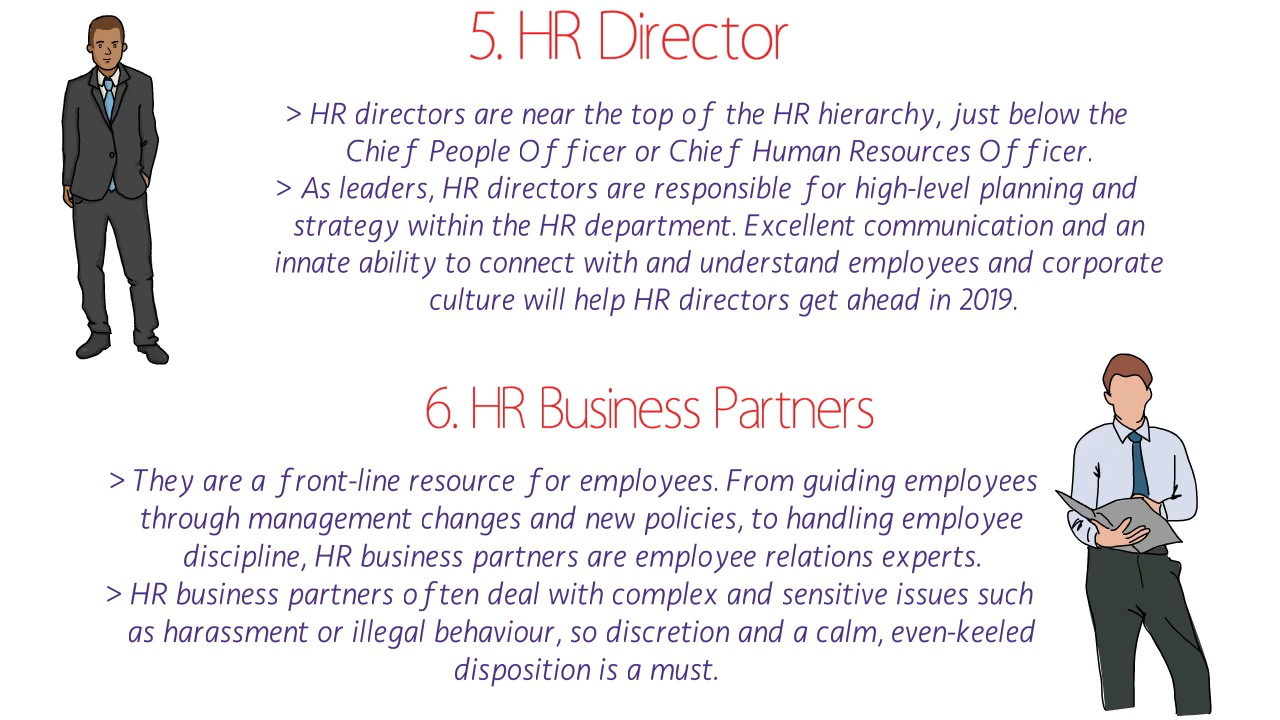 5. HR Director
> HR directors are near the top of the HR hierarchy, just below the
Chief People Officer or Chief Human Resources Officer.
> As leaders, HR directors are responsible for high-level planning and
strategy within the HR department. Excellent communication and an
innate ability to connect with and understand employees and corporate
culture will help HR directors get ahead in 2019.
6. HR Business Partners
> They are a front-line resource for employees. From guiding employees
through management changes and new policies, to handling employee
discipline, HR business partners are employee relations experts.
> HR business partners often deal with complex and sensitive issues such
as harassment or illegal behaviour, so discretion and a calm, even-keeled
disposition is a must.